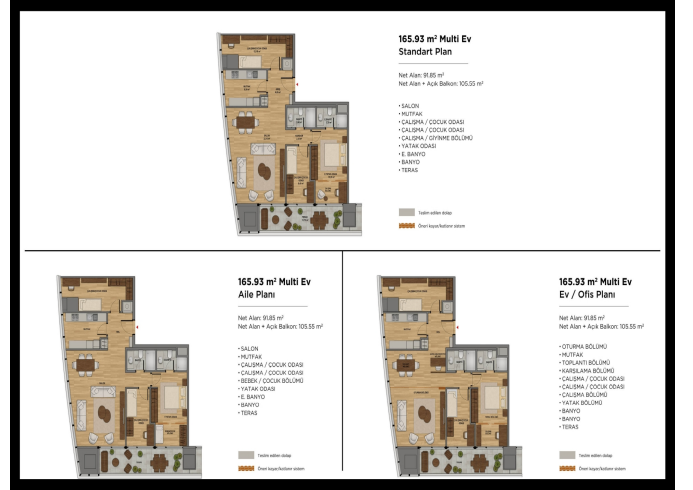 165.93 m² Multi Ev
Standart Plan
Net Alan: 91.85 m²
Net Alan + Açık Balkon: 105.55 m²
• SALON
• MUTFAK
• ÇALIŞMA / ÇOCUK ODASI
• ÇALIŞMA / ÇOCUK ODASI
• ÇALIŞMA / GİYİNME BÖLÜMÜ
• YATAK ODASI
• E. BANYO
• BANYO
• TERAS
Teslim edilen dolap
Öneri koyar/katlanır sistem
165.93 m² Multi Ev
Aile Planı
Net Alan: 91.85 m²
Net Alan + Açık Balkon: 105.55 m²
• SALON
• MUTFAK
• ÇALIŞMA / ÇOCUK ODASI
• ÇALIŞMA / ÇOCUK ODASI
• BEBEK / ÇOCUK BÖLÜMÜ
• YATAK ODASI
• E. BANYO
• BANYO
• TERAS
Teslim edilen dolap
Öneri koyar/katlanır sistem
165.93 m² Multi Ev
Ev / Ofis Planı
Net Alan: 91.85 m²
Net Alan + Açık Balkon: 105.55 m²
• OTURMA BÖLÜMÜ
• MUTFAK
• TOPLANTI BÖLÜMÜ
• KARŞILAMA BÖLÜMÜ
• ÇALIŞMA / ÇOCUK ODASI
• ÇALIŞMA / ÇOCUK ODASI
• ÇALIŞMA BÖLÜMÜ
• YATAK BÖLÜMÜ
• BANYO
• BANYO
• TERAS
Teslim edilen dolap
Öneri koyar/katlanır sistem